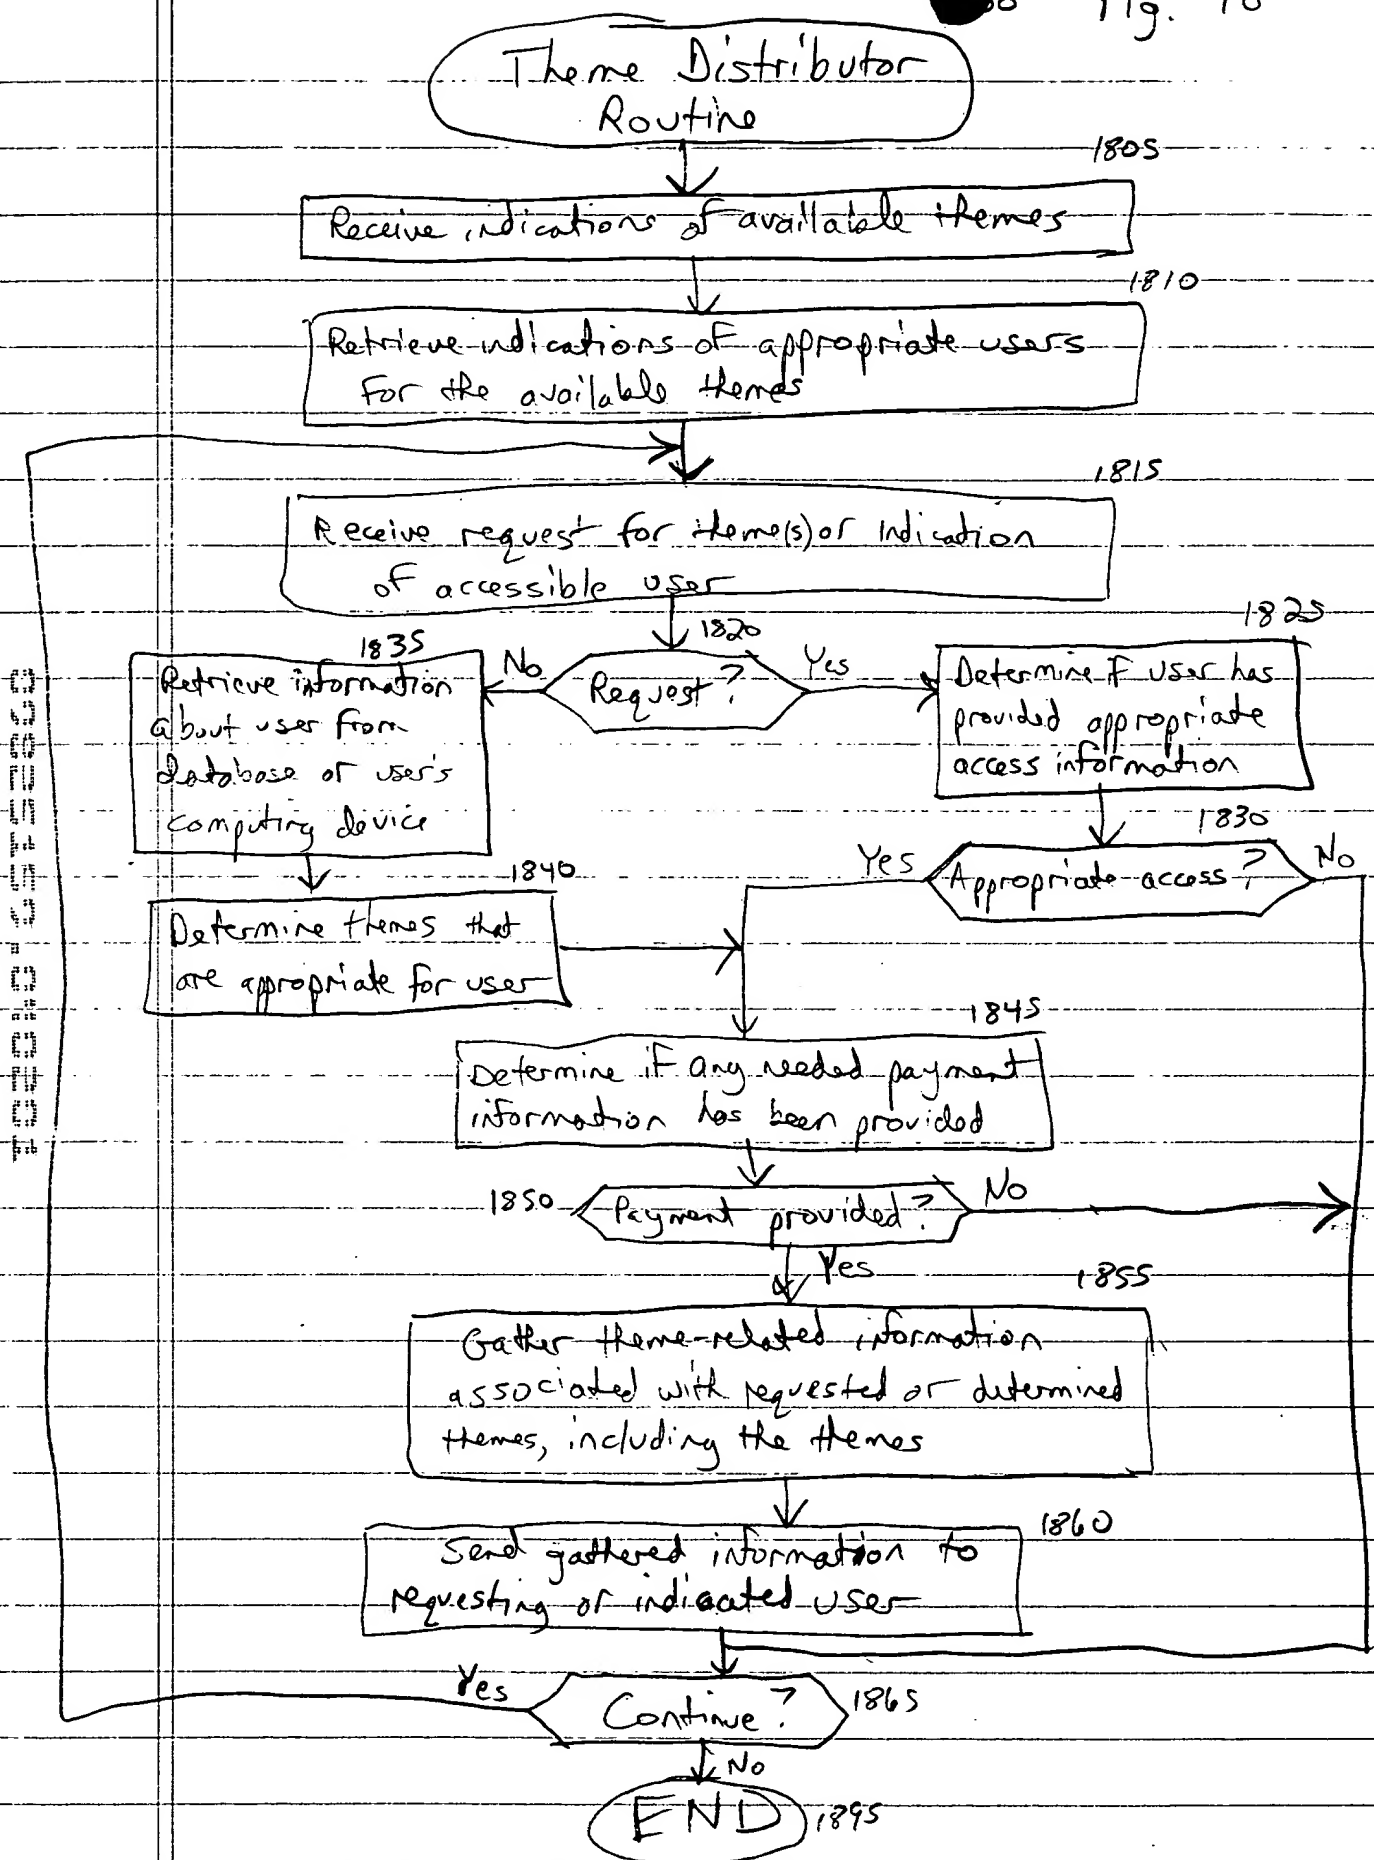 Fig. 18
Theme Distributor
Routine
1805
Receive indications of available themes
1810
Retrieve indications of appropriate users
for the available themes
1815
Receive request for theme(s) or indication
of accessible user
1820
Request?
No
Yes
1835
Retrieve information
about user from
database or user's
computing device
1825
Determine if user has
provided appropriate
access information
1830
Appropriate access?
Yes
No
1840
Determine themes that
are appropriate for user
1845
Determine if any needed payment
information has been provided
1850
Payment provided?
No
Yes
1855
Gather theme-related information
associated with requested or determined
themes, including the themes
1860
Send gathered information to
requesting or indicated user
Yes
Continue?
1865
No
END
1895